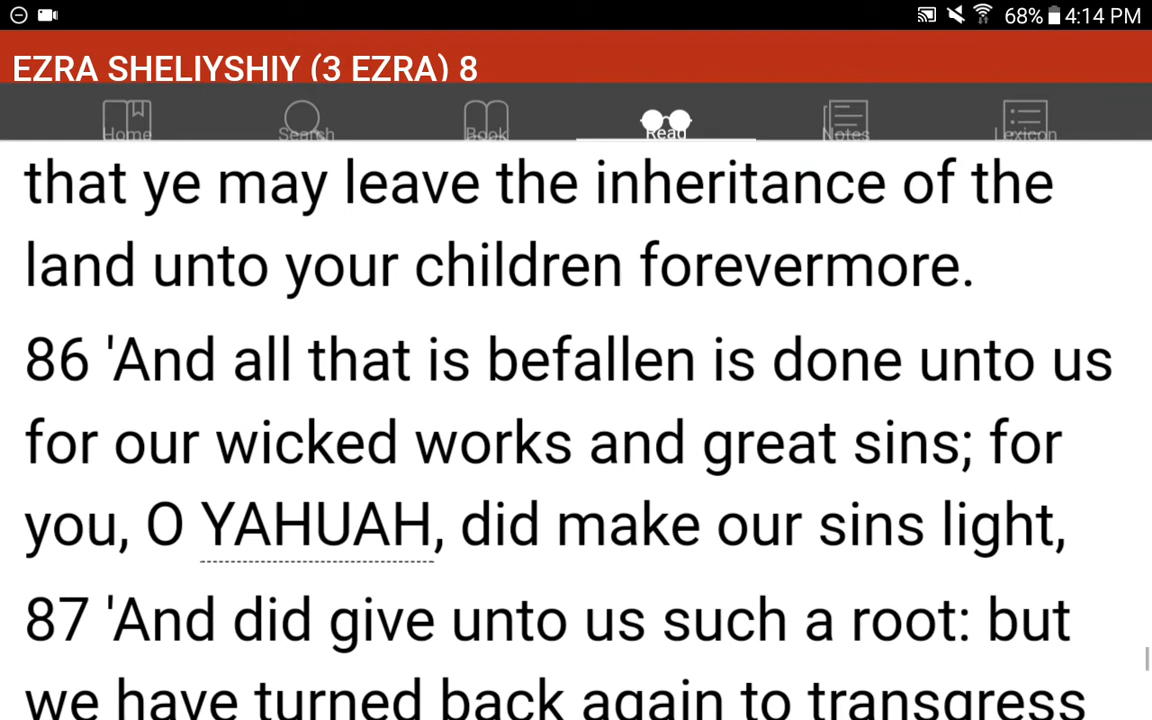 68% 4:14 PM
EZRA SHELIYSHIY (3 EZRA) 8
Home Search Book Read Notes Lexicon
that ye may leave the inheritance of the
land unto your children forevermore.
86 'And all that is befallen is done unto us
for our wicked works and great sins; for
you, O YAHUAH, did make our sins light,
87 'And did give unto us such a root: but
we have turned back again to transgress